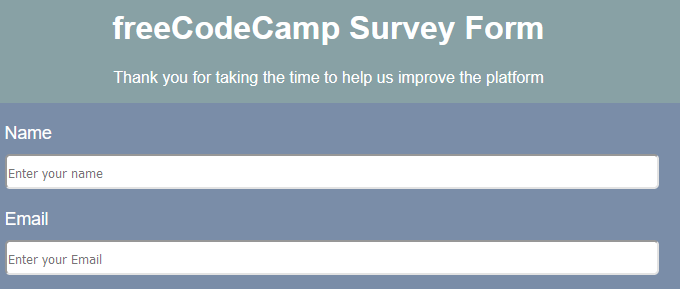 freeCodeCamp Survey Form
Thank you for taking the time to help us improve the platform
Name
Enter your name
Email
Enter your Email